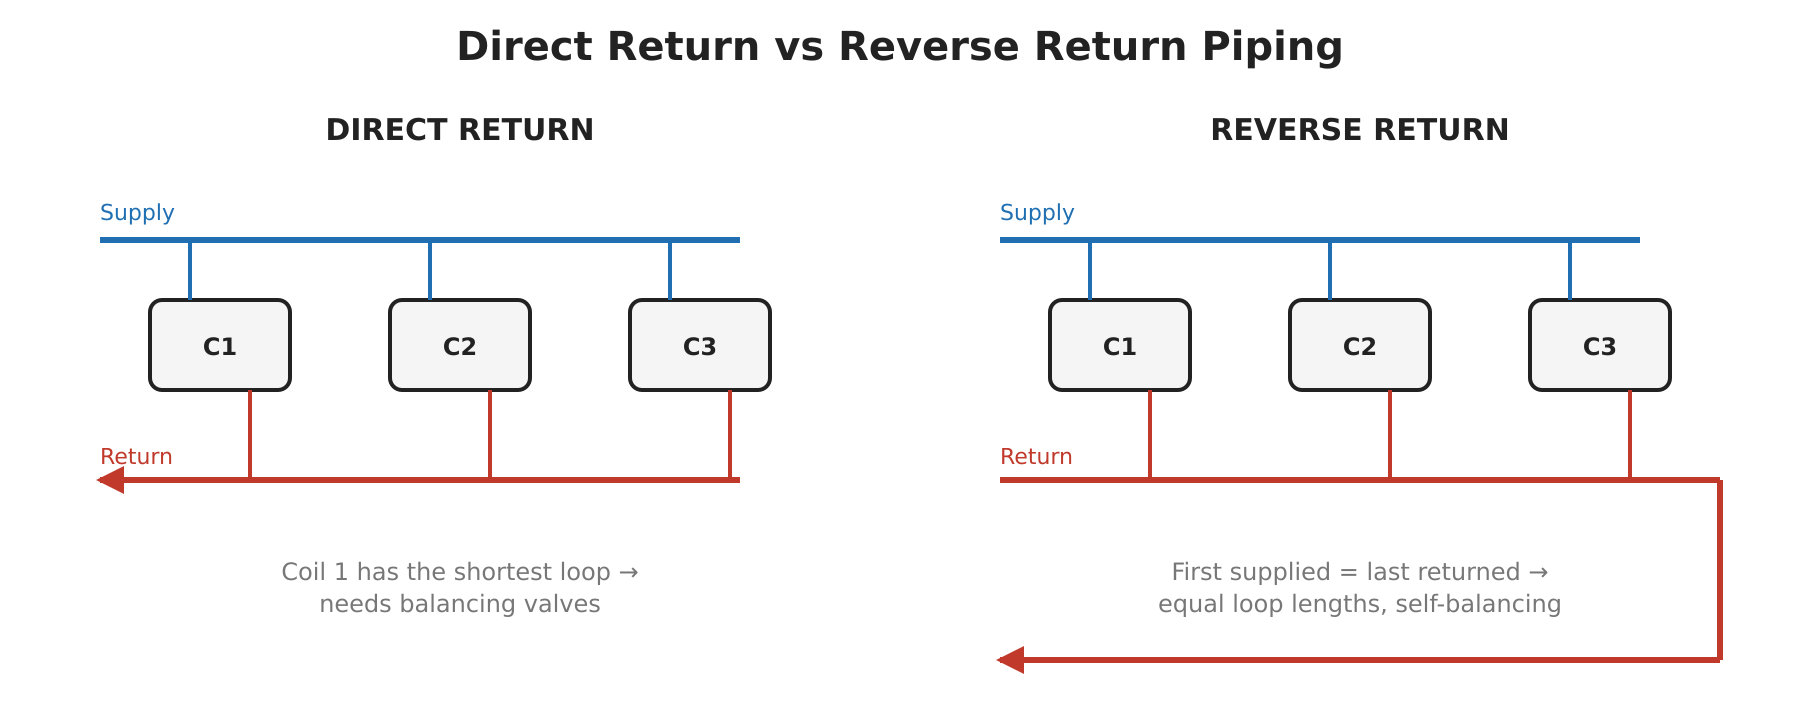 Direct Return vs Reverse Return Piping
DIRECT RETURN
Supply
C1
C2
C3
Return
Coil 1 has the shortest loop →
needs balancing valves
REVERSE RETURN
Supply
C1
C2
C3
Return
First supplied = last returned →
equal loop lengths, self-balancing